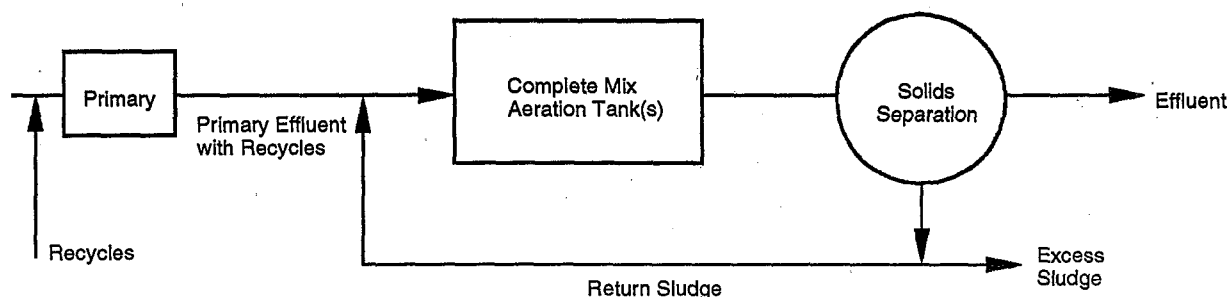 Primary
Primary Effluent
with Recycles
Recycles
Complete Mix
Aeration Tank(s)
Solids
Separation
Effluent
Return Sludge
Excess
Sludge